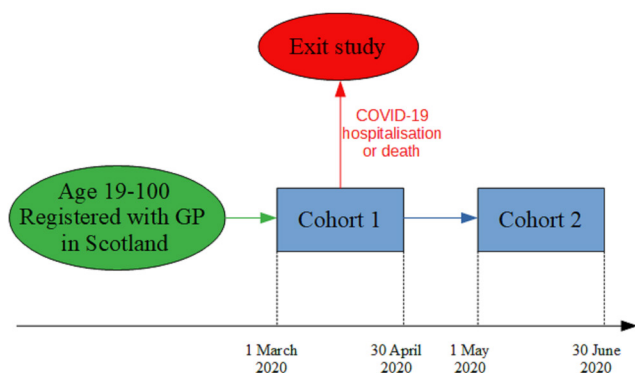 Exit study
COVID-19
hospitalisation
or death
Age 19-100
Registered with GP
in Scotland
Cohort 1
Cohort 2
1 March
2020
30 April
2020
1 May
2020
30 June
2020